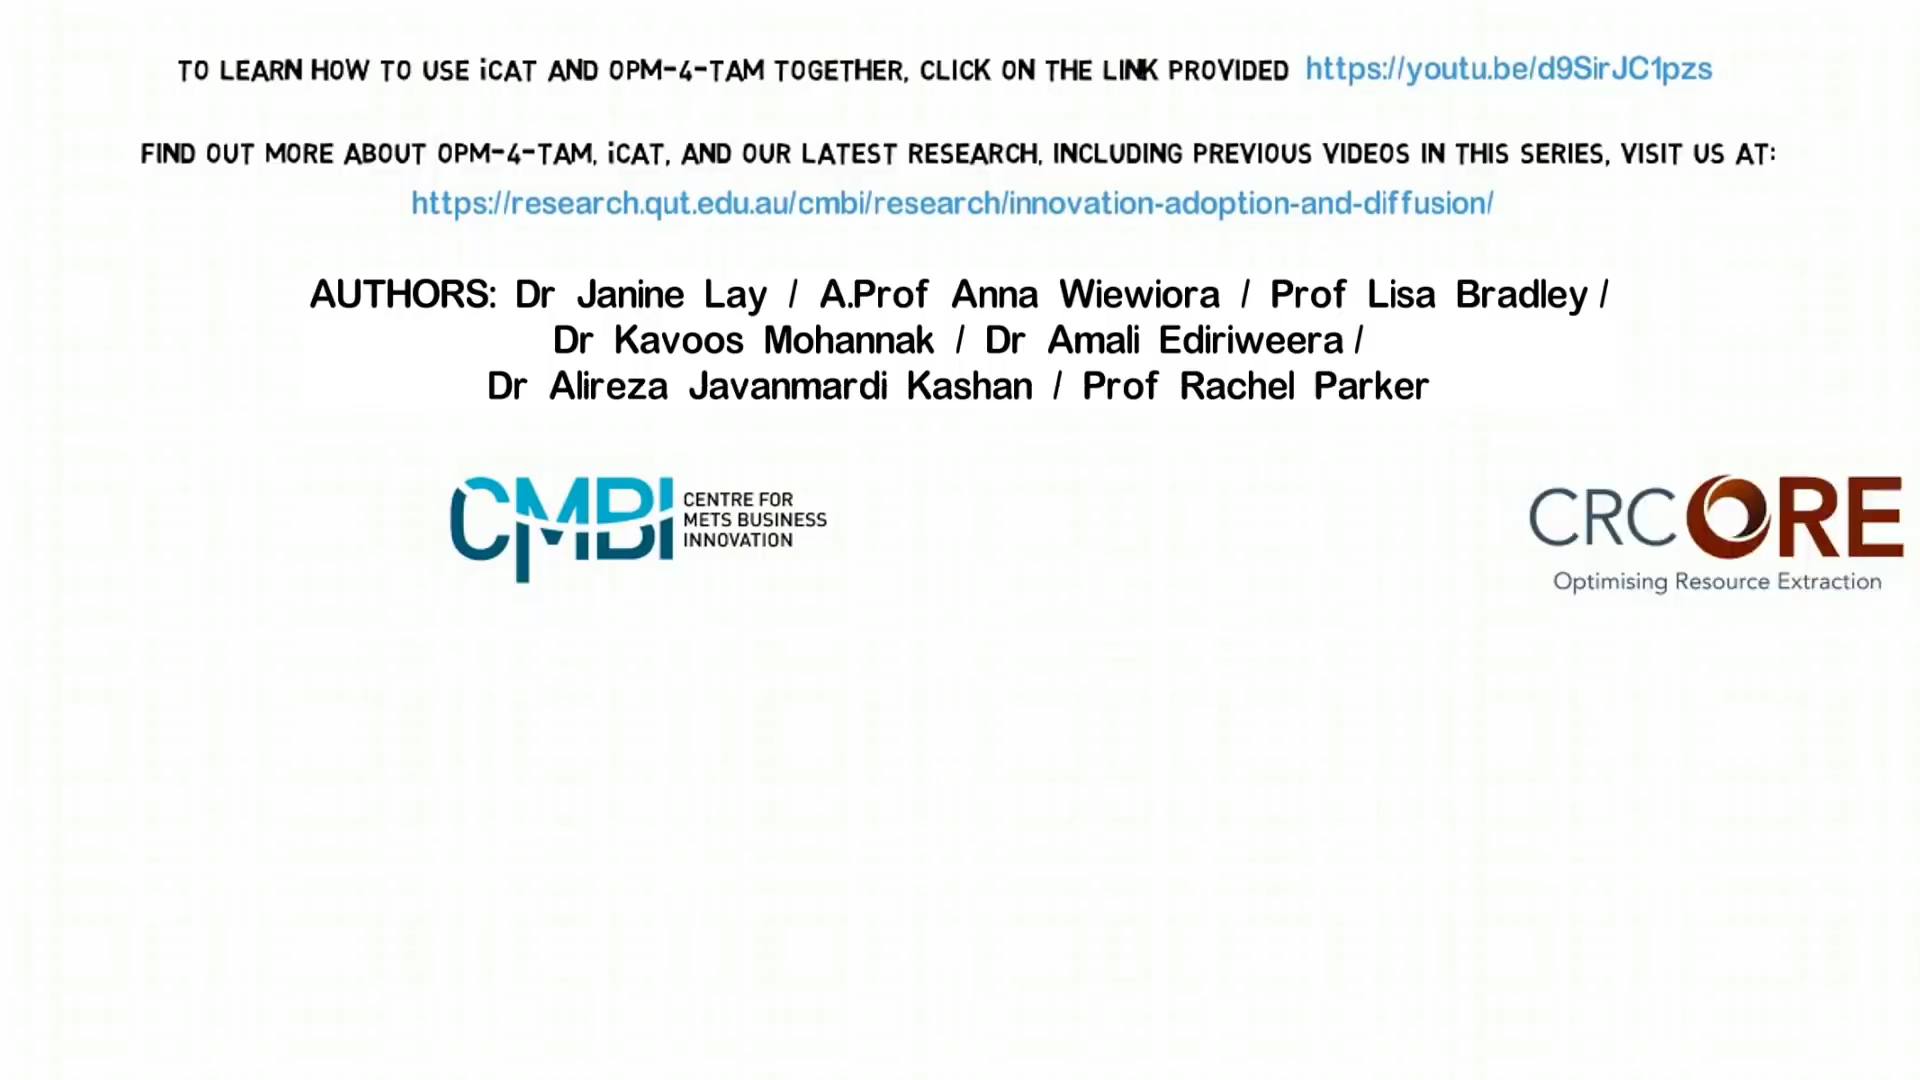 TO LEARN HOW TO USE iCAT AND OPM-4-TAM TOGETHER, CLICK ON THE LINK PROVIDED https://youtu.be/d9SirJC1pzs
FIND OUT MORE ABOUT OPM-4-TAM, iCAT, AND OUR LATEST RESEARCH, INCLUDING PREVIOUS VIDEOS IN THIS SERIES, VISIT US AT:
https://research.qut.edu.au/cmbi/research/innovation-adoption-and-diffusion/
AUTHORS: Dr Janine Lay / A.Prof Anna Wiewiora / Prof Lisa Bradley /
Dr Kavoos Mohannak / Dr Amali Ediriweera /
Dr Alireza Javanmardi Kashan / Prof Rachel Parker
CMBI
CENTRE FOR
METS BUSINESS
INNOVATION
CRCORE
Optimising Resource Extraction